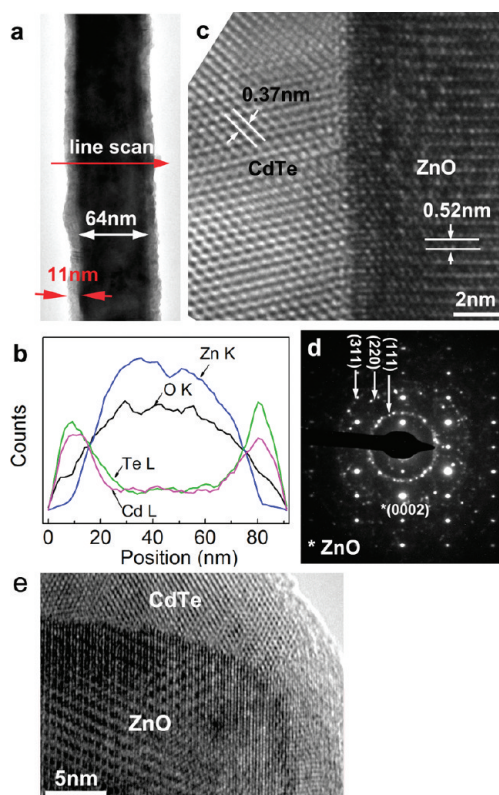 a
line scan
64nm
11nm
c
0.37nm
CdTe
ZnO
0.52nm
2nm
b
Counts
Zn K
O K
Te L
Cd L
0 20 40 60 80
Position (nm)
d
(311)
(220)
(111)
*(0002)
* ZnO
e
CdTe
ZnO
5nm